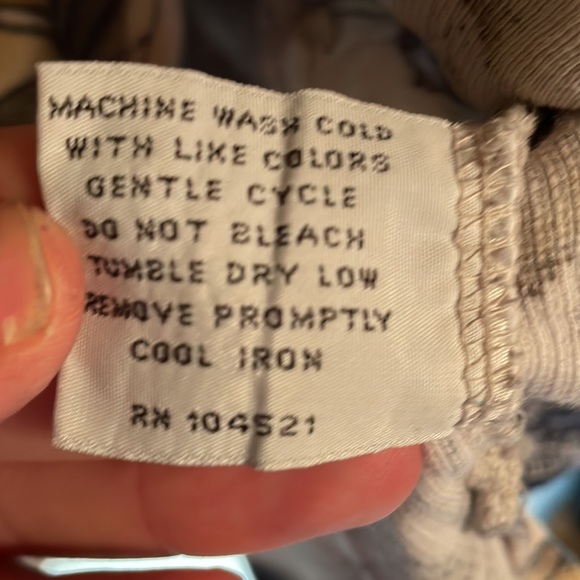 MACHINE WASH COLD
WITH LIKE COLORS
GENTLE CYCLE
DO NOT BLEACH
TUMBLE DRY LOW
REMOVE PROMPTLY
COOL IRON
RN 104521